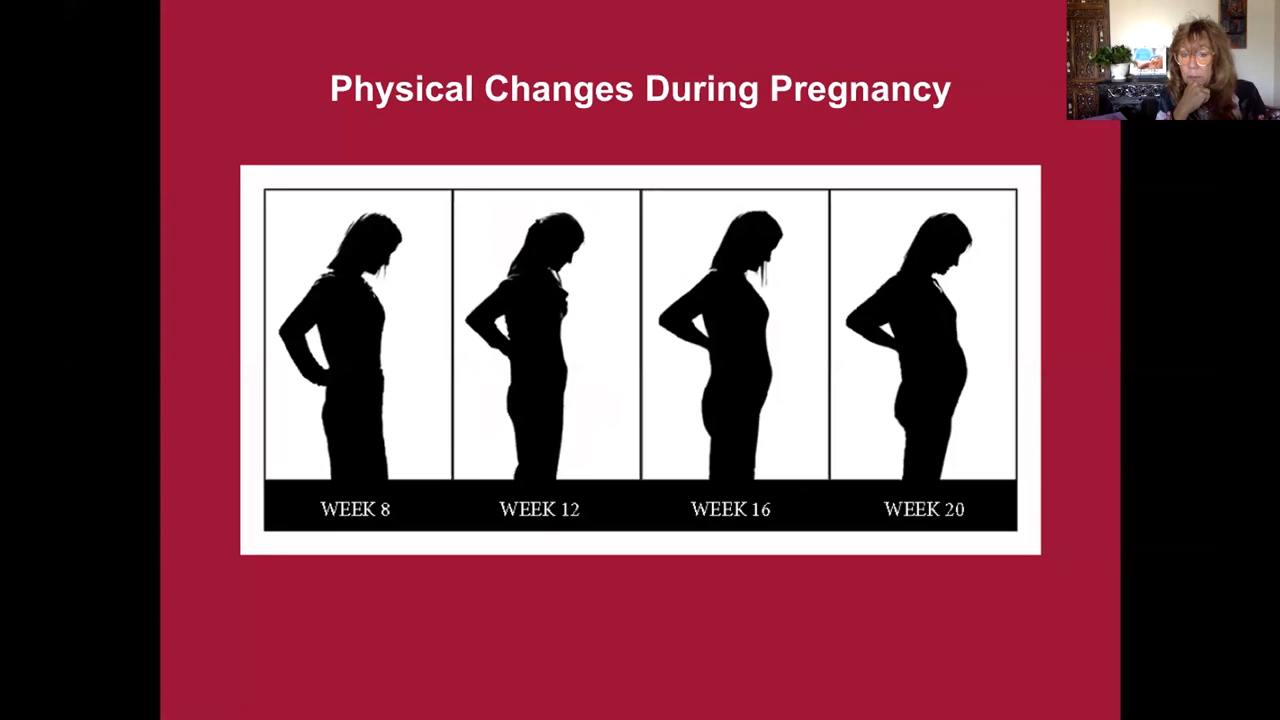 Physical Changes During Pregnancy
WEEK 8
WEEK 12
WEEK 16
WEEK 20